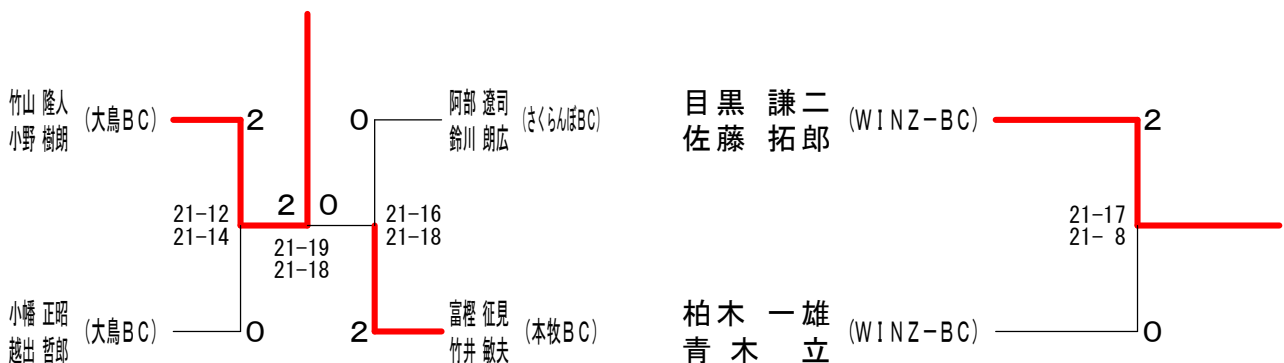 竹山 隆人
小野 樹朗
(大鳥BC)
2
0
阿部 遼司
鈴川 朗広
(さくらんぼBC)
21-12
21-14
2 0
21-19
21-18
21-16
21-18
小幡 正昭
越出 哲郎
(大鳥BC)
0
2
富樫 征見
竹井 敏夫
(本牧BC)
目黒 謙二
佐藤 拓郎
(WINZ-BC)
2
21-17
21- 8
柏木 一雄
青木 立
(WINZ-BC)
0